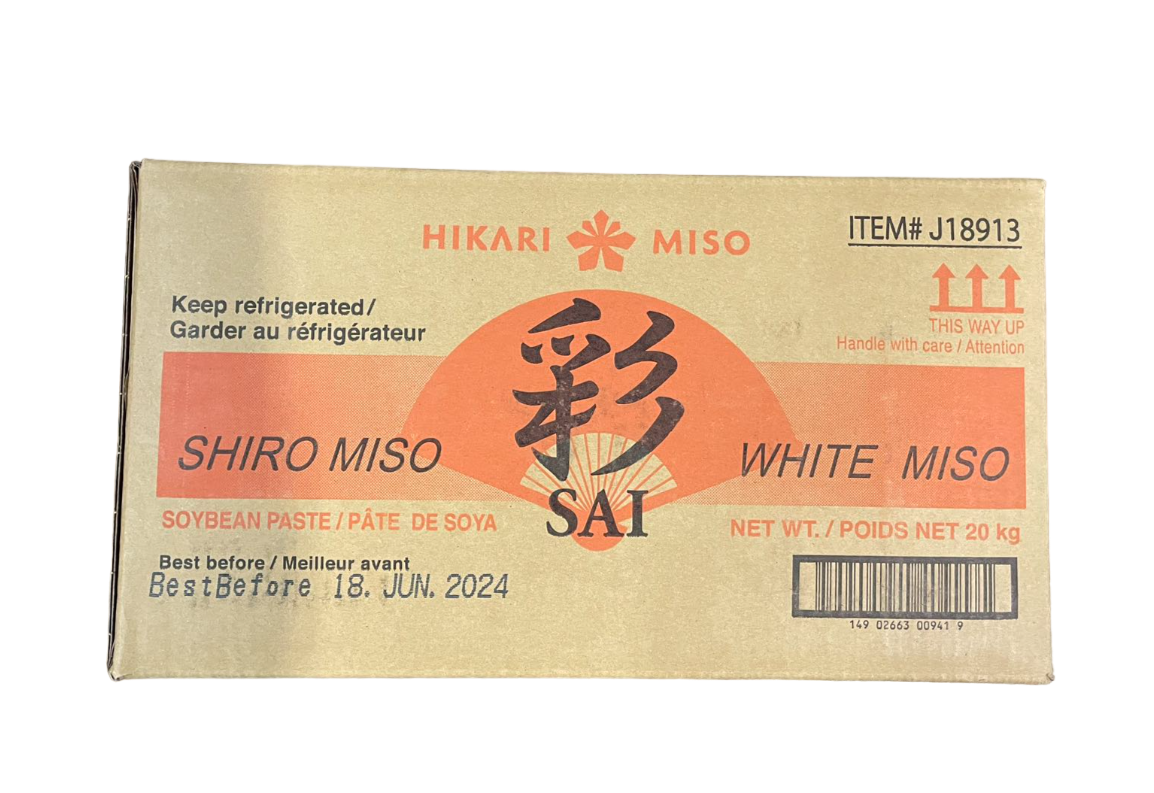 HIKARI MISO
ITEM# J18913
Keep refrigerated/
Garder au réfrigérateur
THIS WAY UP
Handle with care / Attention
彩
SHIRO MISO
WHITE MISO
SAI
SOYBEAN PASTE / PÂTE DE SOYA
NET WT. / POIDS NET 20 kg
Best before / Meilleur avant
BestBefore 18. JUN. 2024
149 02663 00941 9